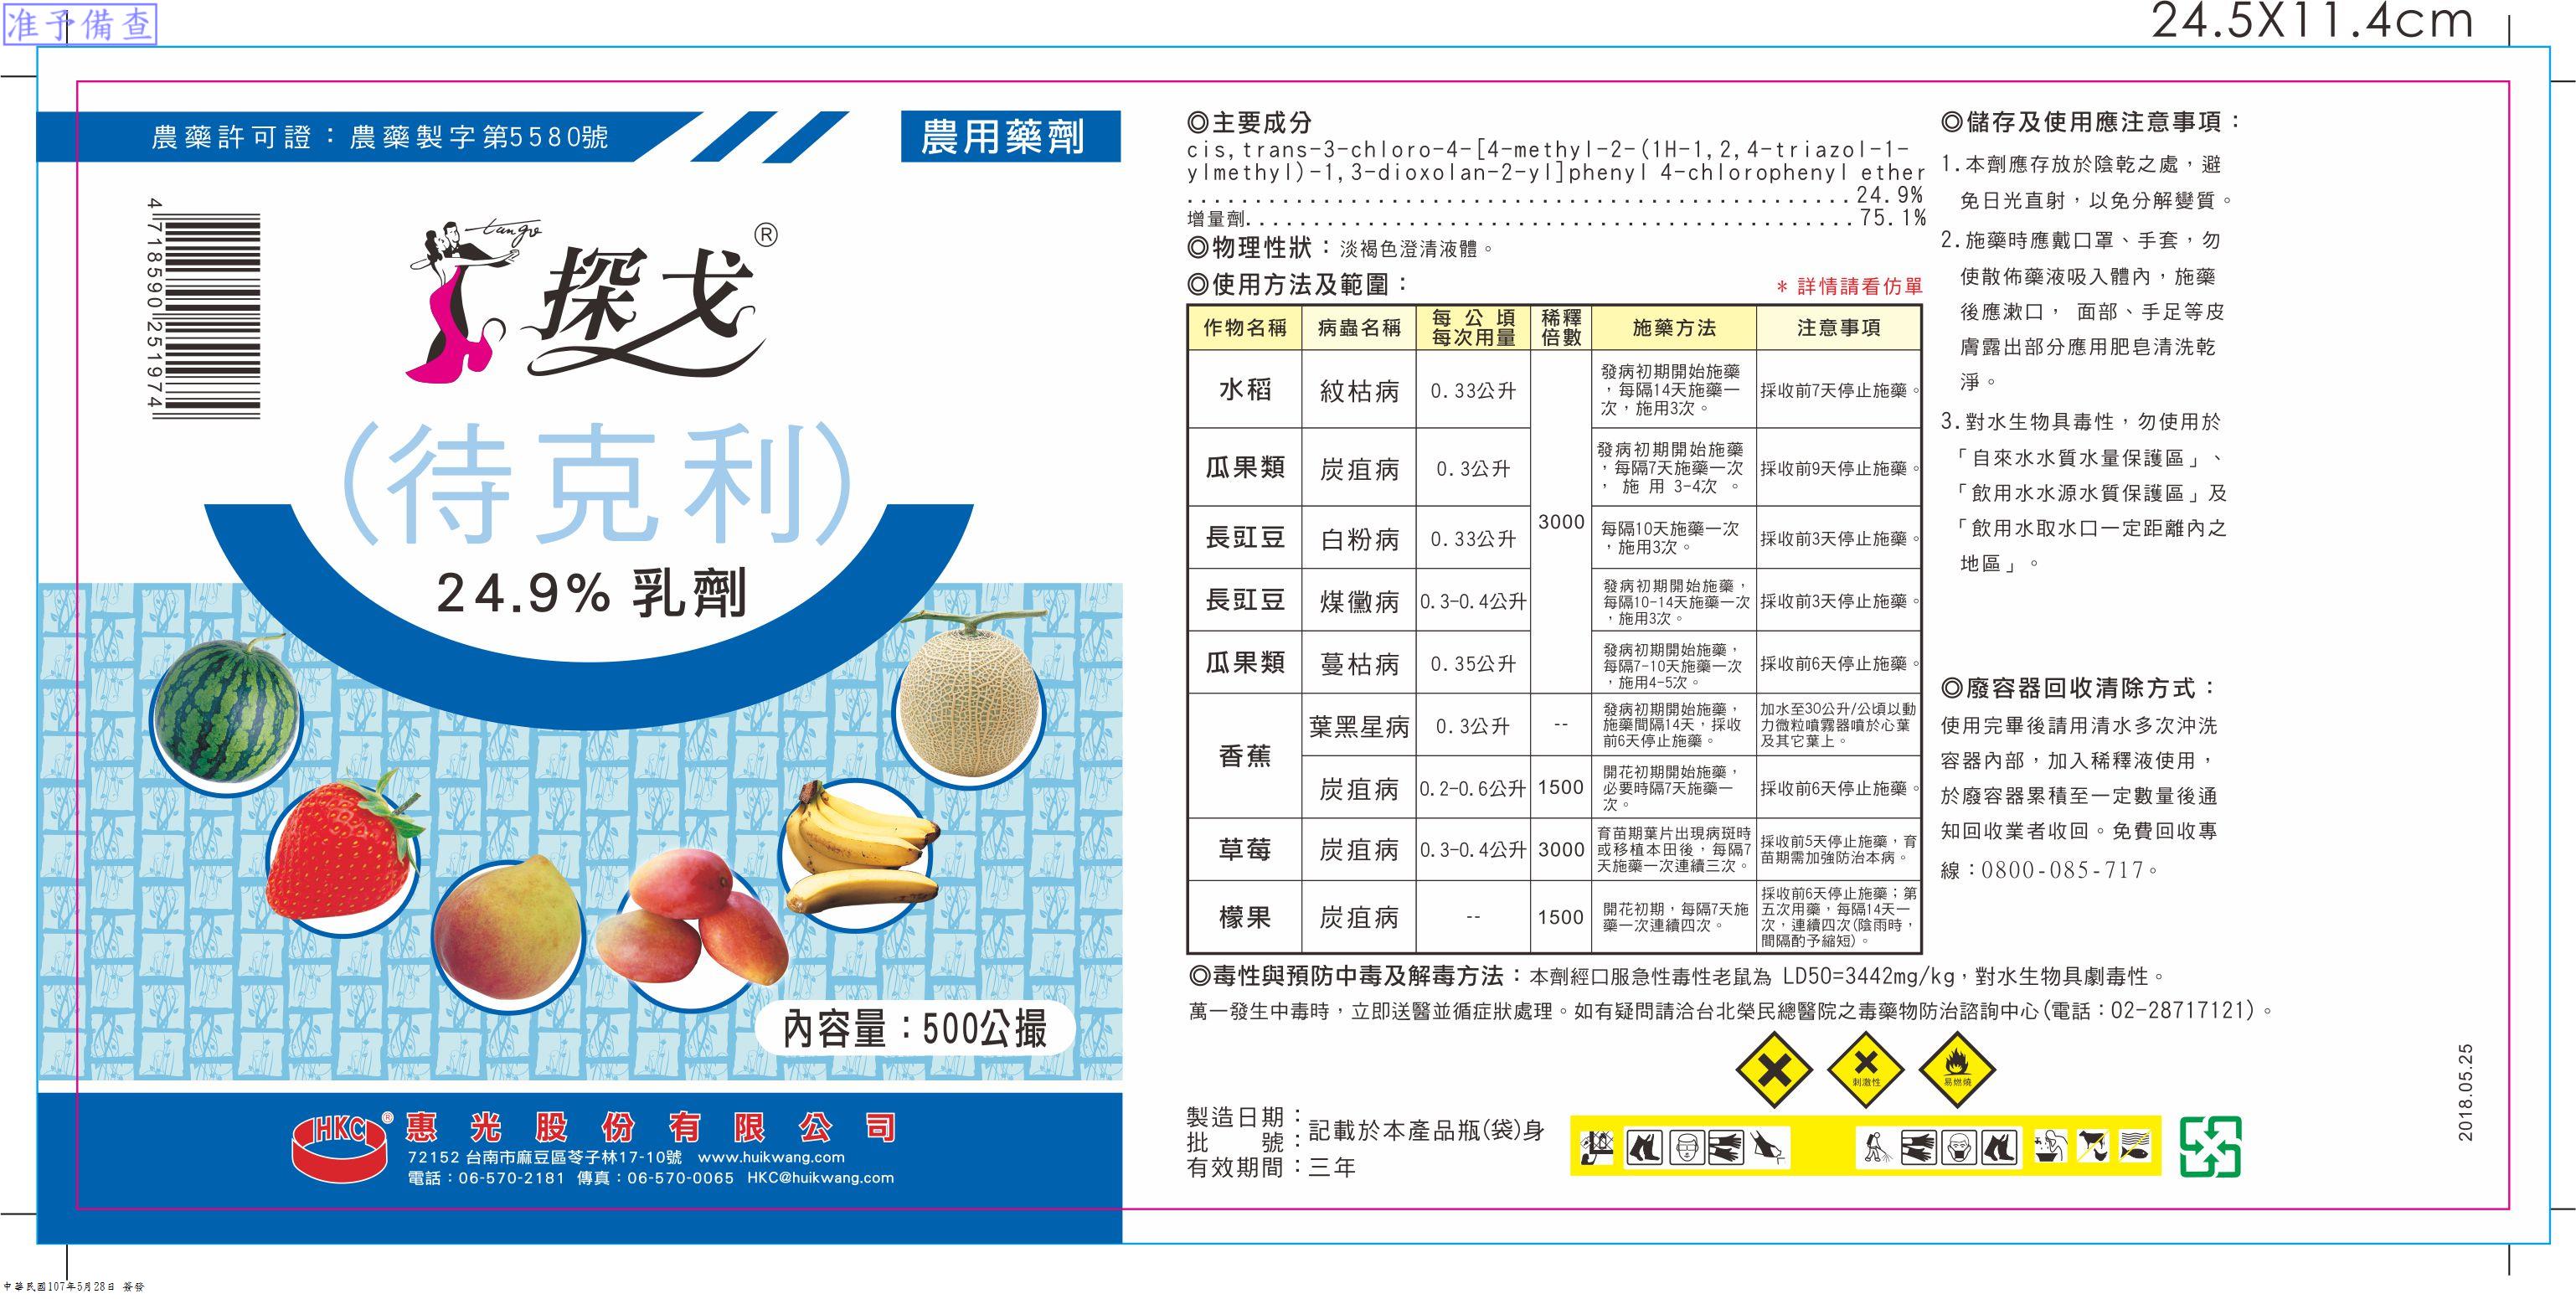 准予備查
24.5X11.4cm
農藥許可證：農藥製字第5580號
農用藥劑
4 718590 251974
tango
探戈®
(待克利)
24.9% 乳劑
內容量：500公撮
HKC® 惠光股份有限公司
72152 台南市麻豆區苓子林17-10號 www.huikwang.com
電話：06-570-2181 傳真：06-570-0065 HKC@huikwang.com
◎主要成分
cis,trans-3-chloro-4-[4-methyl-2-(1H-1,2,4-triazol-1-
ylmethyl)-1,3-dioxolan-2-yl]phenyl 4-chlorophenyl ether
................................................24.9%
增量劑............................................75.1%
◎物理性狀：淡褐色澄清液體。
◎使用方法及範圍：
＊詳情請看仿單
作物名稱 病蟲名稱 每公頃每次用量 稀釋倍數 施藥方法 注意事項
水稻 紋枯病 0.33公升 3000 發病初期開始施藥，每隔14天施藥一次，施用3次。 採收前7天停止施藥。
瓜果類 炭疽病 0.3公升 發病初期開始施藥，每隔7天施藥一次，施用3-4次。 採收前9天停止施藥。
長豇豆 白粉病 0.33公升 每隔10天施藥一次，施用3次。 採收前3天停止施藥。
長豇豆 煤黴病 0.3-0.4公升 發病初期開始施藥，每隔10-14天施藥一次，施用3次。 採收前3天停止施藥。
瓜果類 蔓枯病 0.35公升 發病初期開始施藥，每隔7-10天施藥一次，施用4-5次。 採收前6天停止施藥。
香蕉 葉黑星病 0.3公升 -- 發病初期開始施藥，施藥間隔14天，採收前6天停止施藥。 加水至30公升/公頃以動力微粒噴霧器噴於心葉及其它葉上。
炭疽病 0.2-0.6公升 1500 開花初期開始施藥，必要時隔7天施藥一次。 採收前6天停止施藥。
草莓 炭疽病 0.3-0.4公升 3000 育苗期葉片出現病斑時或移植本田後，每隔7天施藥一次連續三次。 採收前5天停止施藥，育苗期需加強防治本病。
檬果 炭疽病 -- 1500 開花初期，每隔7天施藥一次連續四次。 採收前6天停止施藥；第五次用藥，每隔14天一次，連續四次(陰雨時，間隔酌予縮短)。
◎毒性與預防中毒及解毒方法：本劑經口服急性毒性老鼠為 LD50=3442mg/kg，對水生物具劇毒性。
萬一發生中毒時，立即送醫並循症狀處理。如有疑問請洽台北榮民總醫院之毒藥物防治諮詢中心(電話：02-28717121)。
◎儲存及使用應注意事項：
1.本劑應存放於陰乾之處，避
免日光直射，以免分解變質。
2.施藥時應戴口罩、手套，勿
使散佈藥液吸入體內，施藥
後應漱口， 面部、手足等皮
膚露出部分應用肥皂清洗乾
淨。
3.對水生物具毒性，勿使用於
「自來水水質水量保護區」、
「飲用水水源水質保護區」及
「飲用水取水口一定距離內之
地區」。
◎廢容器回收清除方式：
使用完畢後請用清水多次沖洗
容器內部，加入稀釋液使用，
於廢容器累積至一定數量後通
知回收業者收回。免費回收專
線：0800-085-717。
刺激性
易燃燒
製造日期：
批　　號：記載於本產品瓶(袋)身
有效期間：三年
2018.05.25
中華民國107年5月28日 簽發